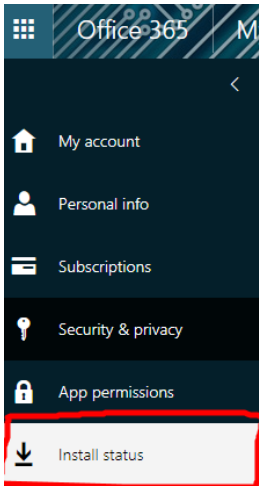 Office 365 M
My account
Personal info
Subscriptions
Security & privacy
App permissions
Install status